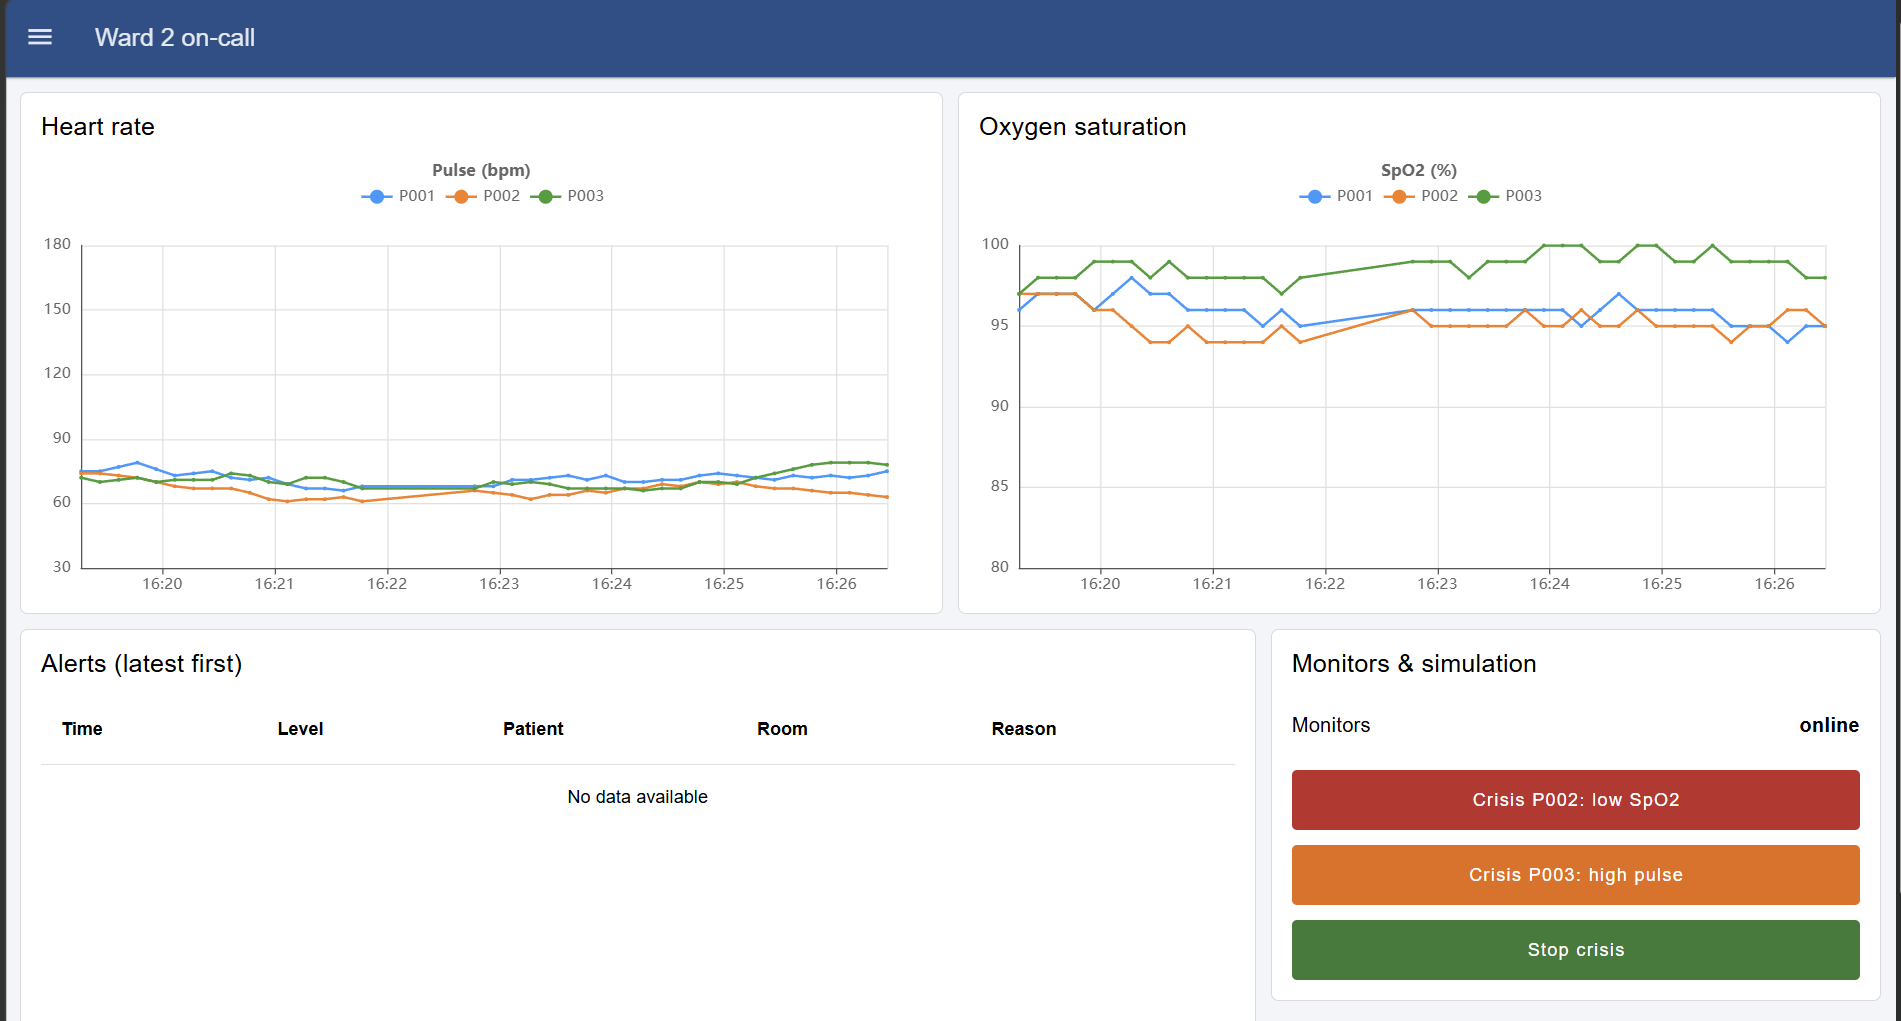 Ward 2 on-call
Heart rate
Pulse (bpm)
P001 P002 P003
180
150
120
90
60
30
16:20 16:21 16:22 16:23 16:24 16:25 16:26
Oxygen saturation
SpO2 (%)
P001 P002 P003
100
95
90
85
80
16:20 16:21 16:22 16:23 16:24 16:25 16:26
Alerts (latest first)
Time Level Patient Room Reason
No data available
Monitors & simulation
Monitors online
Crisis P002: low SpO2
Crisis P003: high pulse
Stop crisis